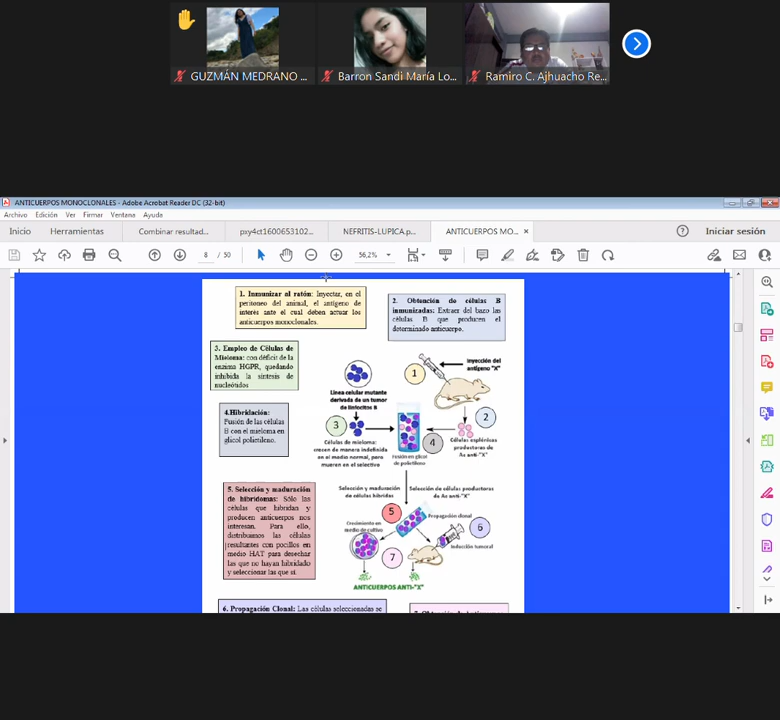 GUZMÁN MEDRANO ...
Barron Sandi María Lo...
Ramiro C. Ajhuacho Re...
ANTICUERPOS MONOCLONALES - Adobe Acrobat Reader DC (32-bit)
Archivo Edición Ver Firmar Ventana Ayuda
Inicio Herramientas Combinar resultad... psy4ct1600653102... NEFRITIS-LUPICA.p... ANTICUERPOS MO... × Iniciar sesión
8 / 50 56,2%
1. Inmunizar al ratón: Inyectar, en el
peritoneo del animal, el antígeno de
interés ante el cual deben actuar los
anticuerpos monoclonales.
2. Obtención de células B
inmunizadas: Extraer del bazo las
células B que producen el
determinado anticuerpo.
3. Empleo de Células de
Mieloma: con déficit de la
enzima HGPR, quedando
inhibida la síntesis de
nucleótidos
Inyección del
antígeno "X"
1
Línea celular mutante
derivada de un tumor
de linfocitos B
4.Hibridación:
Fusión de las células
B con el mieloma en
glicol polietileno.
2
3
4
Células de mieloma:
crecen de manera indefinida
en el medio normal, pero
mueren en el selectivo
Fusión en glicol
de polietileno
Células esplénicas
productoras de
Ac anti-"X"
5. Selección y maduración
de hibridomas: Sólo las
células que hibridan y
producen anticuerpos nos
interesan. Para ello,
distribuimos las células
resultantes con pocillos en
medio HAT para desechar
las que no hayan hibridado
y seleccionar las que sí.
Selección y maduración
de células híbridas
Selección de células productoras
de Ac anti-"X"
5
Propagación clonal
Crecimiento en
medio de cultivo
6
Inducción tumoral
7
ANTICUERPOS ANTI-"X"
6. Propagación Clonal: Las células seleccionadas se